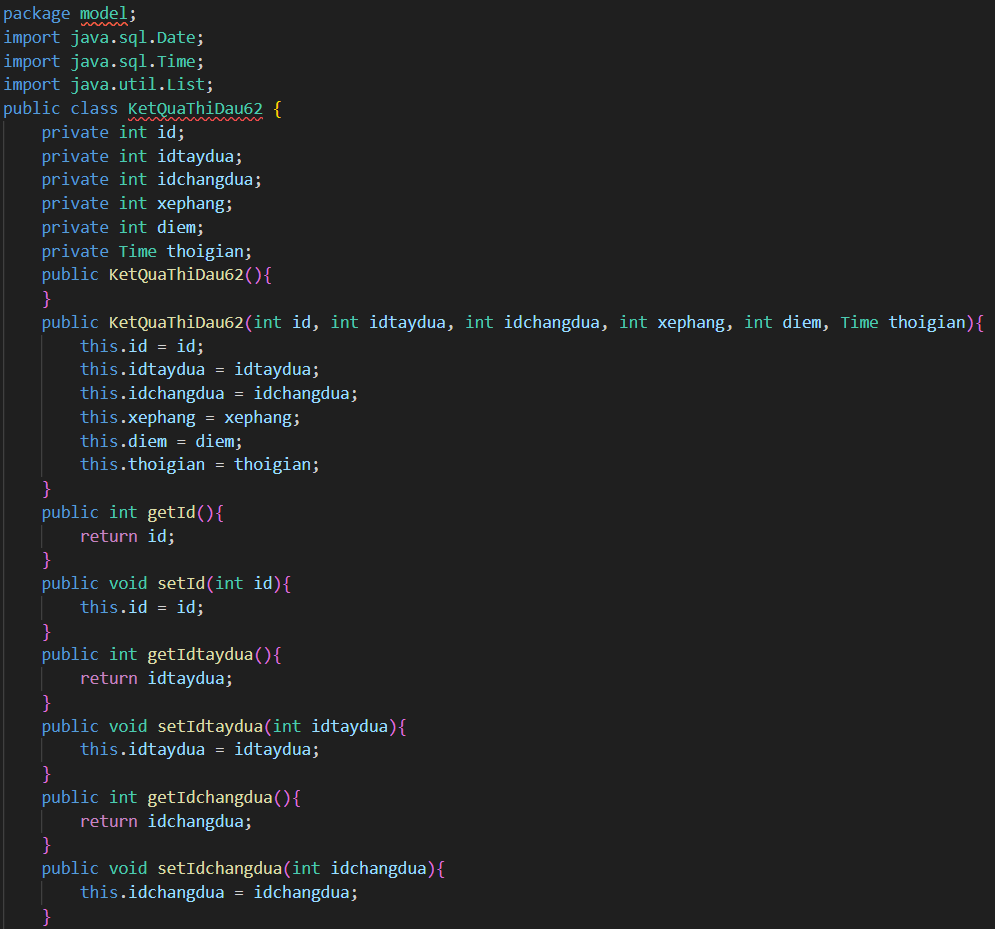 package model;
import java.sql.Date;
import java.sql.Time;
import java.util.List;
public class KetQuaThiDau62 {
    private int id;
    private int idtaydua;
    private int idchangdua;
    private int xephang;
    private int diem;
    private Time thoigian;
    public KetQuaThiDau62(){
    }
    public KetQuaThiDau62(int id, int idtaydua, int idchangdua, int xephang, int diem, Time thoigian){
        this.id = id;
        this.idtaydua = idtaydua;
        this.idchangdua = idchangdua;
        this.xephang = xephang;
        this.diem = diem;
        this.thoigian = thoigian;
    }
    public int getId(){
        return id;
    }
    public void setId(int id){
        this.id = id;
    }
    public int getIdtaydua(){
        return idtaydua;
    }
    public void setIdtaydua(int idtaydua){
        this.idtaydua = idtaydua;
    }
    public int getIdchangdua(){
        return idchangdua;
    }
    public void setIdchangdua(int idchangdua){
        this.idchangdua = idchangdua;
    }